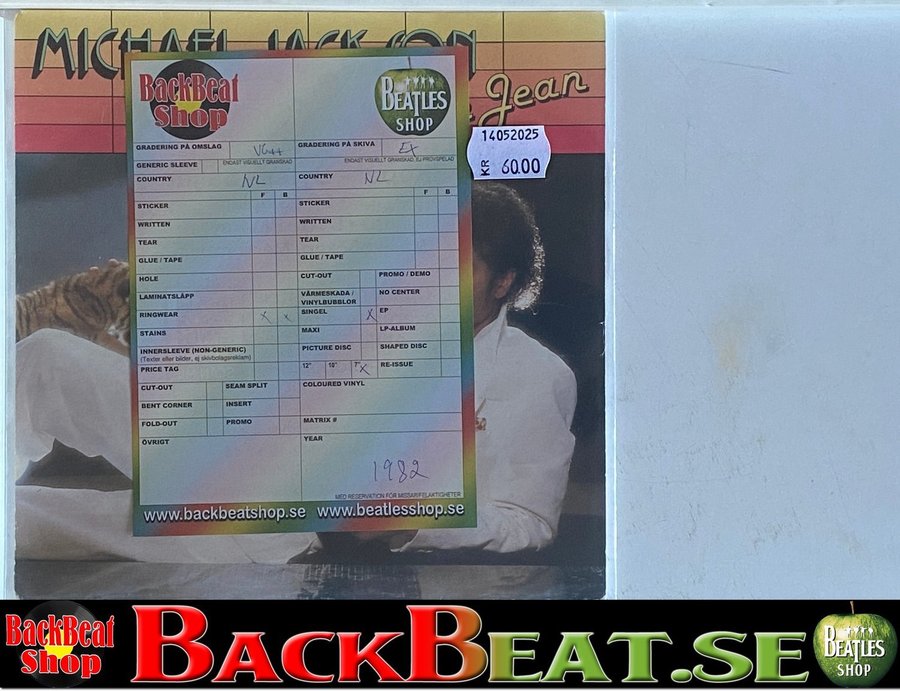 MICHAEL JACKSON
Jean
BackBeat
Shop
BEATLES
SHOP
14052025
KR 60.00
GRADERING PÅ OMSLAG VG++
GRADERING PÅ SKIVA EX
GENERIC SLEEVE ENDAST VISUELLT GRANSKAD
ENDAST VISUELLT GRANSKAD, EJ PROVSPELAD
COUNTRY NL
COUNTRY NL
F B
F B
STICKER
STICKER
WRITTEN
WRITTEN
TEAR
TEAR
GLUE / TAPE
GLUE / TAPE
HOLE
CUT-OUT
PROMO / DEMO
LAMINATSLÄPP
VÄRMESKADA /
VINYLBUBBLOR
NO CENTER
RINGWEAR X X
SINGEL X
EP
STAINS
MAXI
LP-ALBUM
INNERSLEEVE (NON-GENERIC)
(Texter eller bilder, ej skivbolagsreklam)
PICTURE DISC
SHAPED DISC
PRICE TAG
12" 10" 7" X
RE-ISSUE
CUT-OUT
SEAM SPLIT
COLOURED VINYL
BENT CORNER
INSERT
FOLD-OUT
PROMO
MATRIX #
ÖVRIGT
YEAR
1982
MED RESERVATION FÖR MISSARIFELAKTIGHETER
www.backbeatshop.se www.beatlesshop.se
BackBeat
Shop
BACKBEAT.SE
BEATLES
SHOP